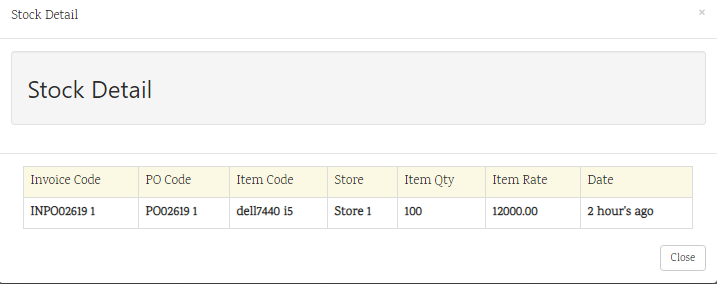 Stock Detail
×
Stock Detail
Invoice Code PO Code Item Code Store Item Qty Item Rate Date
INPO02619 1 PO02619 1 dell7440 i5 Store 1 100 12000.00 2 hour's ago
Close